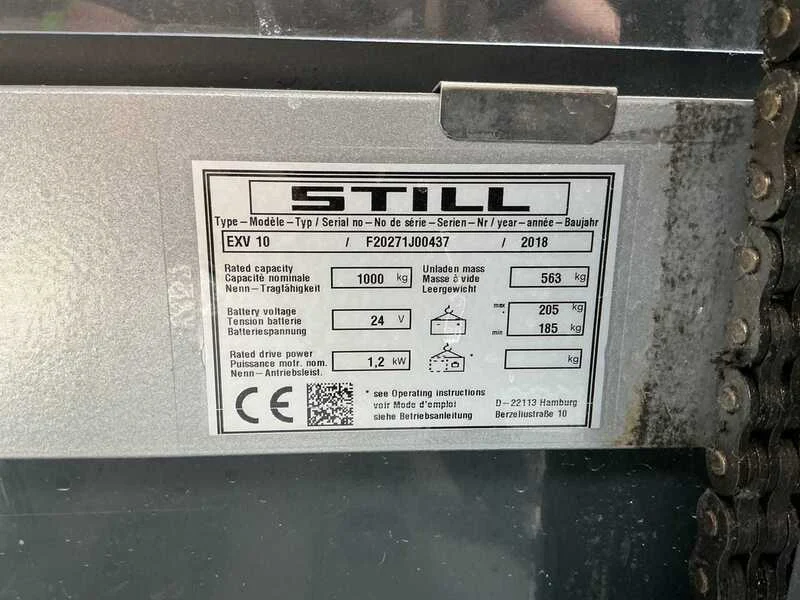 STILL
Type – Modèle – Typ / Serial no – No de série – Serien – Nr / year – année – Baujahr
EXV 10 / F20271J00437 / 2018
Rated capacity
Capacité nominale
Nenn – Tragfähigkeit
1000 kg
Unladen mass
Masse à vide
Leergewicht
563 kg
Battery voltage
Tension batterie
Batteriespannung
24 V
max 205 kg
* min 185 kg
Rated drive power
Puissance motr. nom.
Nenn – Antriebsleist.
1,2 kW
kg
CE
* see Operating instructions
voir Mode d'emploi
siehe Betriebsanleitung
D – 22113 Hamburg
Berzeliustraße 10